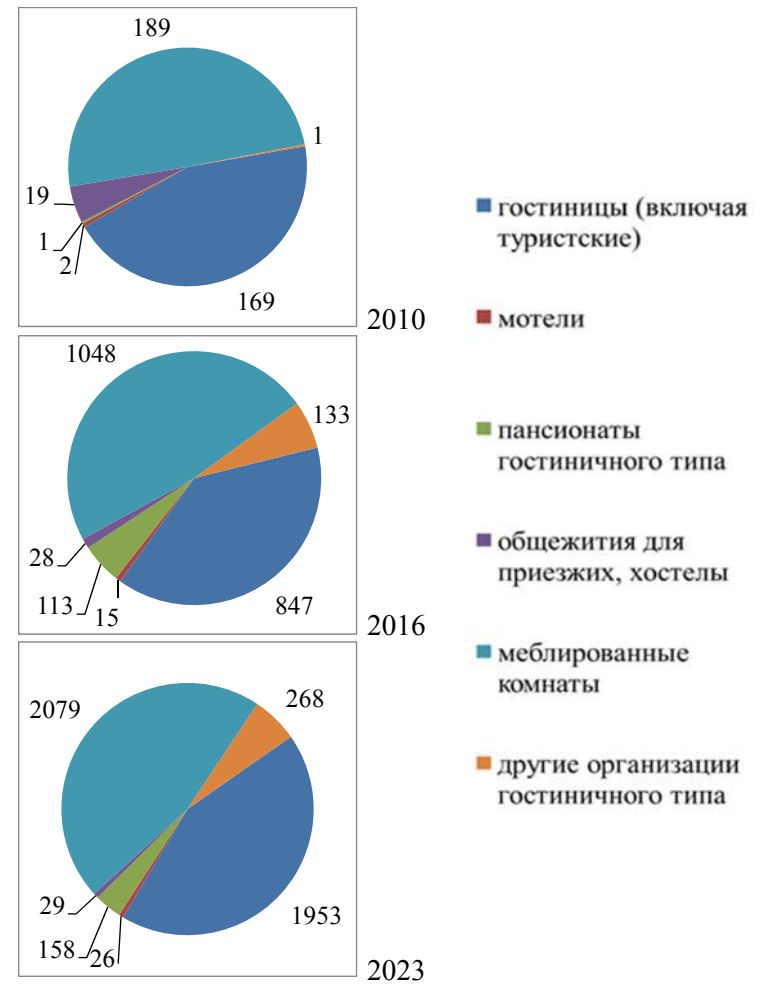 189
1
19
1
2
169
2010
1048
133
28
113
15
847
2016
2079
268
29
158
26
1953
2023
гостиницы (включая
туристские)
мотели
пансионаты
гостиничного типа
общежития для
приезжих, хостелы
меблированные
комнаты
другие организации
гостиничного типа